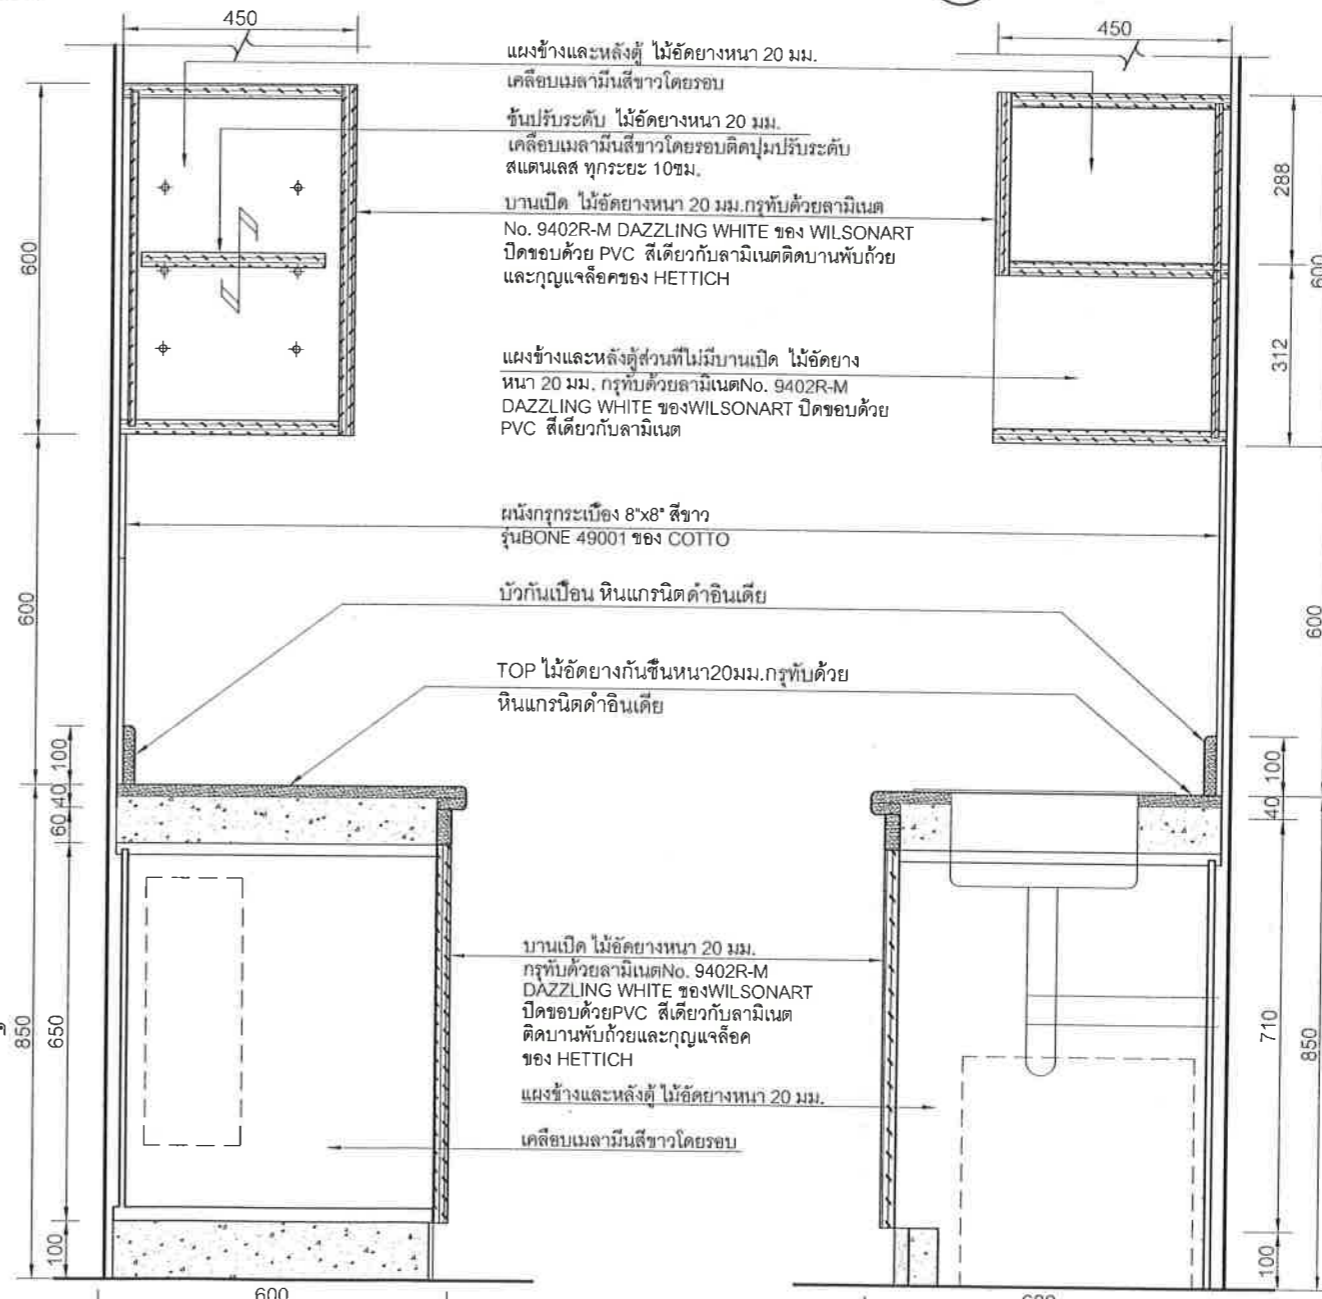 450
450
แผงข้างและหลังตู้ ไม้อัดยางหนา 20 มม.
เคลือบเมลามีนสีขาวโดยรอบ
ชั้นปรับระดับ ไม้อัดยางหนา 20 มม.
เคลือบเมลามีนสีขาวโดยรอบติดปุ่มปรับระดับ
สแตนเลส ทุกระยะ 10ซม.
บานเปิด ไม้อัดยางหนา 20 มม.กรุทับด้วยลามิเนต
No. 9402R-M DAZZLING WHITE ของ WILSONART
ปิดขอบด้วย PVC สีเดียวกับลามิเนตติดบานพับถ้วย
และกุญแจล็อคของ HETTICH
600
288
600
312
แผงข้างและหลังตู้ส่วนที่ไม่มีบานเปิด ไม้อัดยาง
หนา 20 มม. กรุทับด้วยลามิเนตNo. 9402R-M
DAZZLING WHITE ของWILSONART ปิดขอบด้วย
PVC สีเดียวกับลามิเนต
ผนังกรุกระเบื้อง 8"x8" สีขาว
รุ่นBONE 49001 ของ COTTO
บัวกันเปื้อน หินแกรนิตดำอินเดีย
600
600
TOP ไม้อัดยางกันชื้นหนา20มม.กรุทับด้วย
หินแกรนิตดำอินเดีย
100
40
60
100
40
บานเปิด ไม้อัดยางหนา 20 มม.
กรุทับด้วยลามิเนตNo. 9402R-M
DAZZLING WHITE ของWILSONART
ปิดขอบด้วยPVC สีเดียวกับลามิเนต
ติดบานพับถ้วยและกุญแจล็อค
ของ HETTICH
850
650
710
850
แผงข้างและหลังตู้ ไม้อัดยางหนา 20 มม.
เคลือบเมลามีนสีขาวโดยรอบ
100
100
600